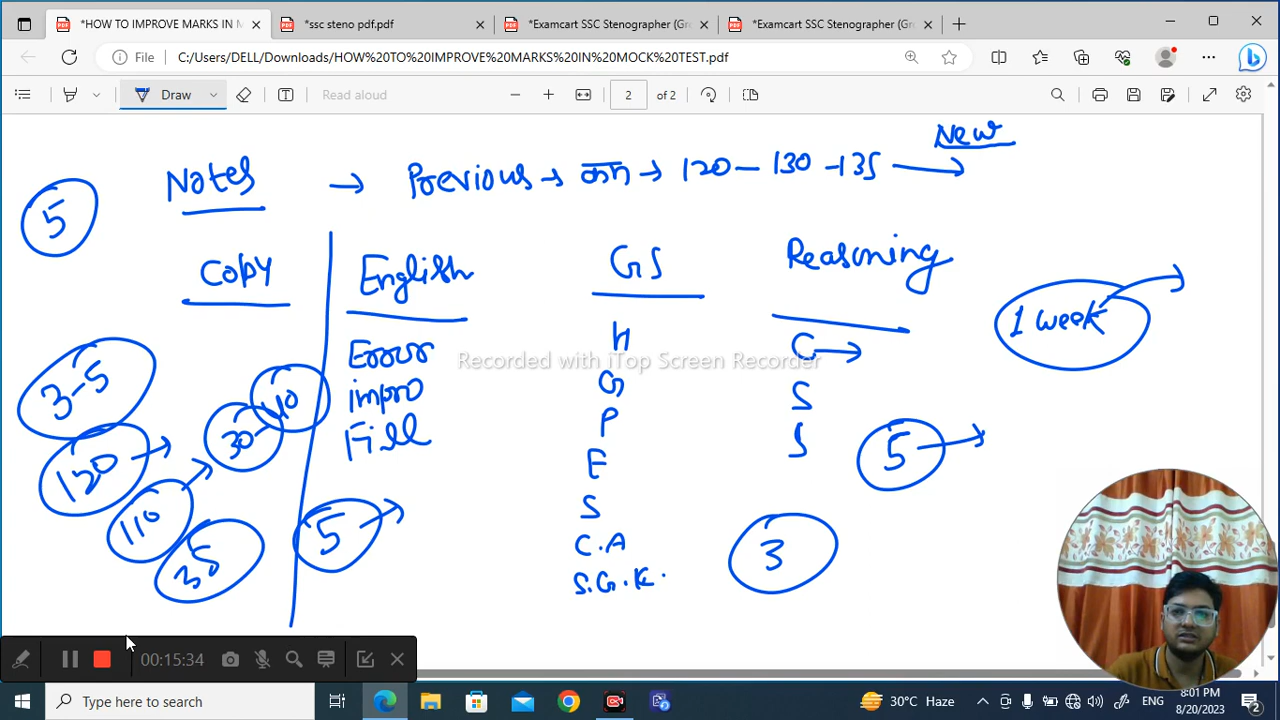 *HOW TO IMPROVE MARKS IN M
*ssc steno pdf.pdf
*Examcart SSC Stenographer (Gr
*Examcart SSC Stenographer (Gr
File C:/Users/DELL/Downloads/HOW%20TO%20IMPROVE%20MARKS%20IN%20MOCK%20TEST.pdf
Draw Read aloud 2 of 2
New
5 Notes → Previous → कम → 120 – 130 – 135 →
Copy English GS Reasoning
1 week
Error H C →
3-5 impro G S
30-40 Fill P S
120 → E 5 →
110 → S
35 5 → C.A 3
S.G.K.
Recorded with iTop Screen Recorder
00:15:34
Type here to search
30°C Haze
ENG
8:01 PM
8/20/2023
2